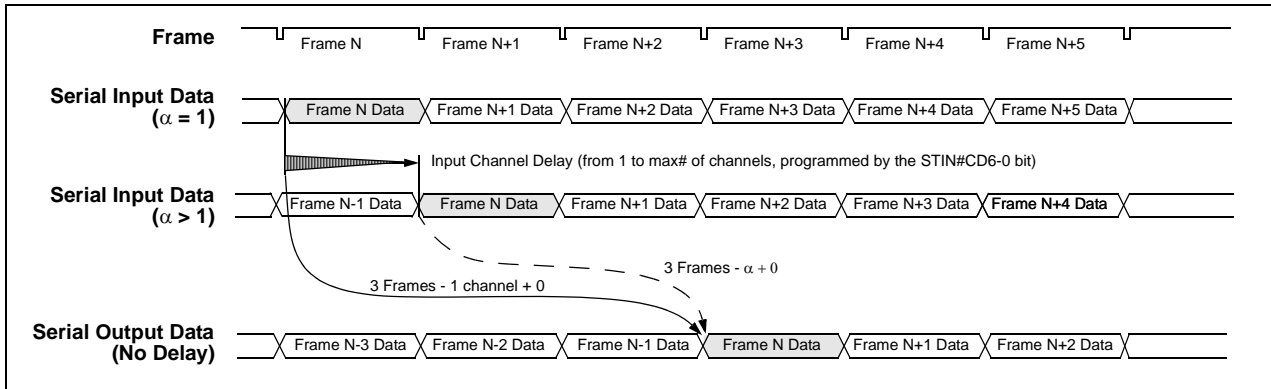 Frame
Frame N Frame N+1 Frame N+2 Frame N+3 Frame N+4 Frame N+5
Serial Input Data
(α = 1)
Frame N Data Frame N+1 Data Frame N+2 Data Frame N+3 Data Frame N+4 Data Frame N+5 Data
Input Channel Delay (from 1 to max# of channels, programmed by the STIN#CD6-0 bit)
Serial Input Data
(α > 1)
Frame N-1 Data Frame N Data Frame N+1 Data Frame N+2 Data Frame N+3 Data Frame N+4 Data
3 Frames - α + 0
3 Frames - 1 channel + 0
Serial Output Data
(No Delay)
Frame N-3 Data Frame N-2 Data Frame N-1 Data Frame N Data Frame N+1 Data Frame N+2 Data